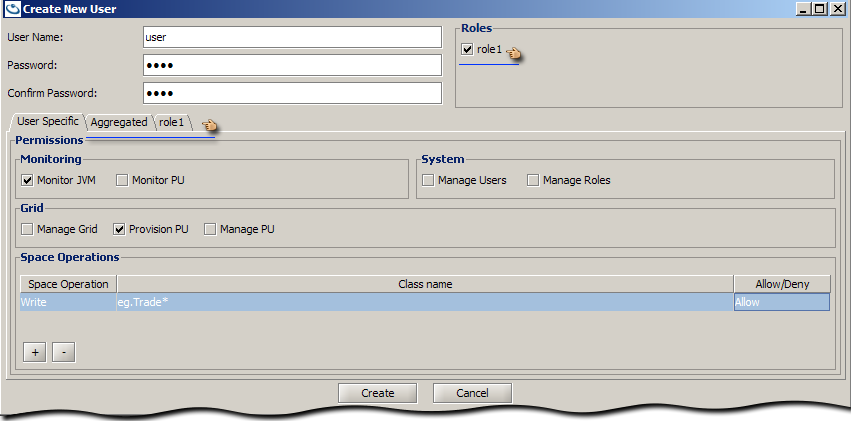 Create New User
User Name:
user
Password:
●●●●
Confirm Password:
●●●●
Roles
role1
User Specific
Aggregated
role1
Permissions
Monitoring
Monitor JVM
Monitor PU
System
Manage Users
Manage Roles
Grid
Manage Grid
Provision PU
Manage PU
Space Operations
Space Operation
Class name
Allow/Deny
Write
eg.Trade*
Allow
+
-
Create
Cancel